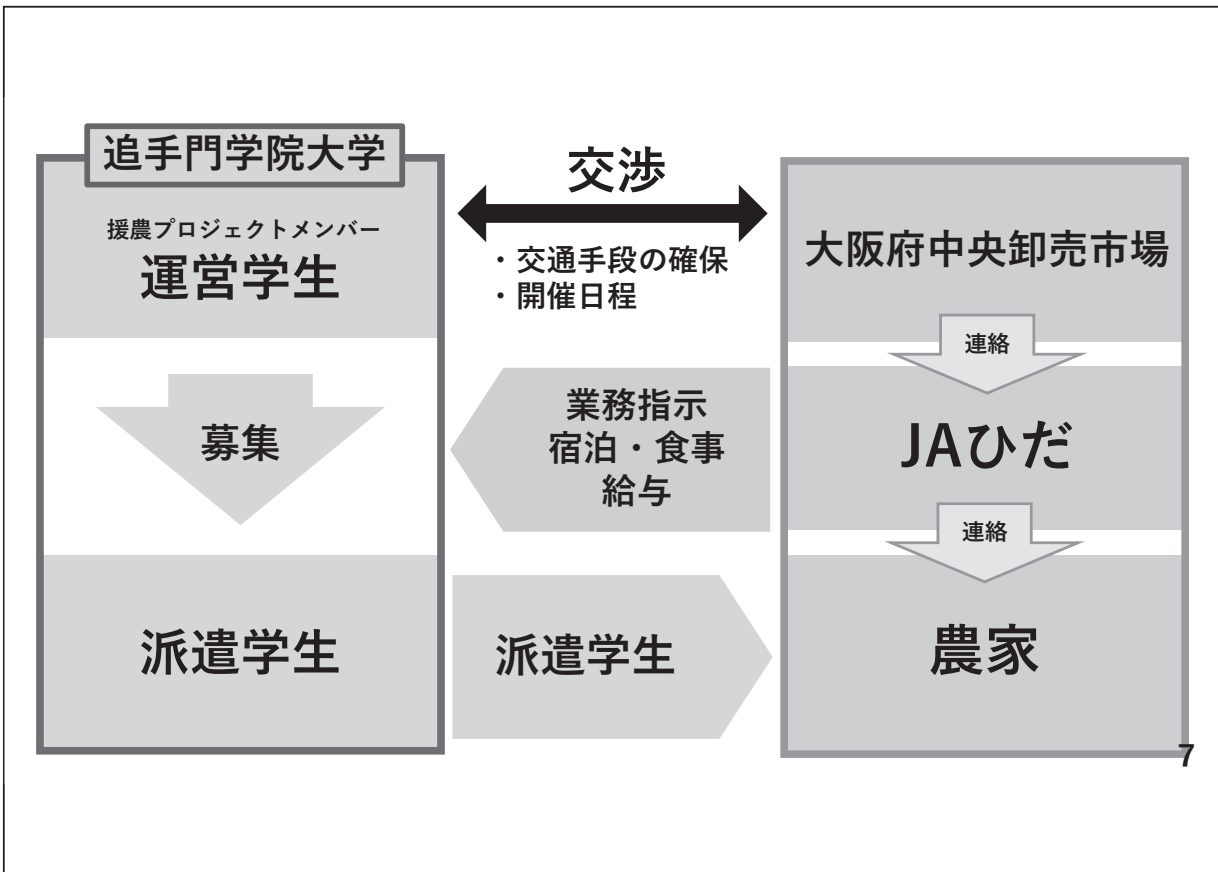 追手門学院大学
援農プロジェクトメンバー
運営学生
募集
派遣学生
交渉
・交通手段の確保
・開催日程
業務指示
宿泊・食事
給与
派遣学生
大阪府中央卸売市場
連絡
JAひだ
連絡
農家
7